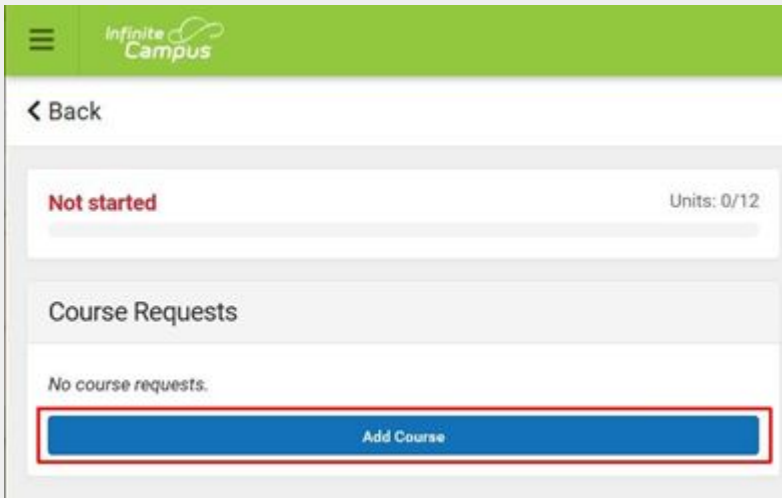 Infinite
Campus
Back
Not started
Units: 0/12
Course Requests
No course requests.
Add Course